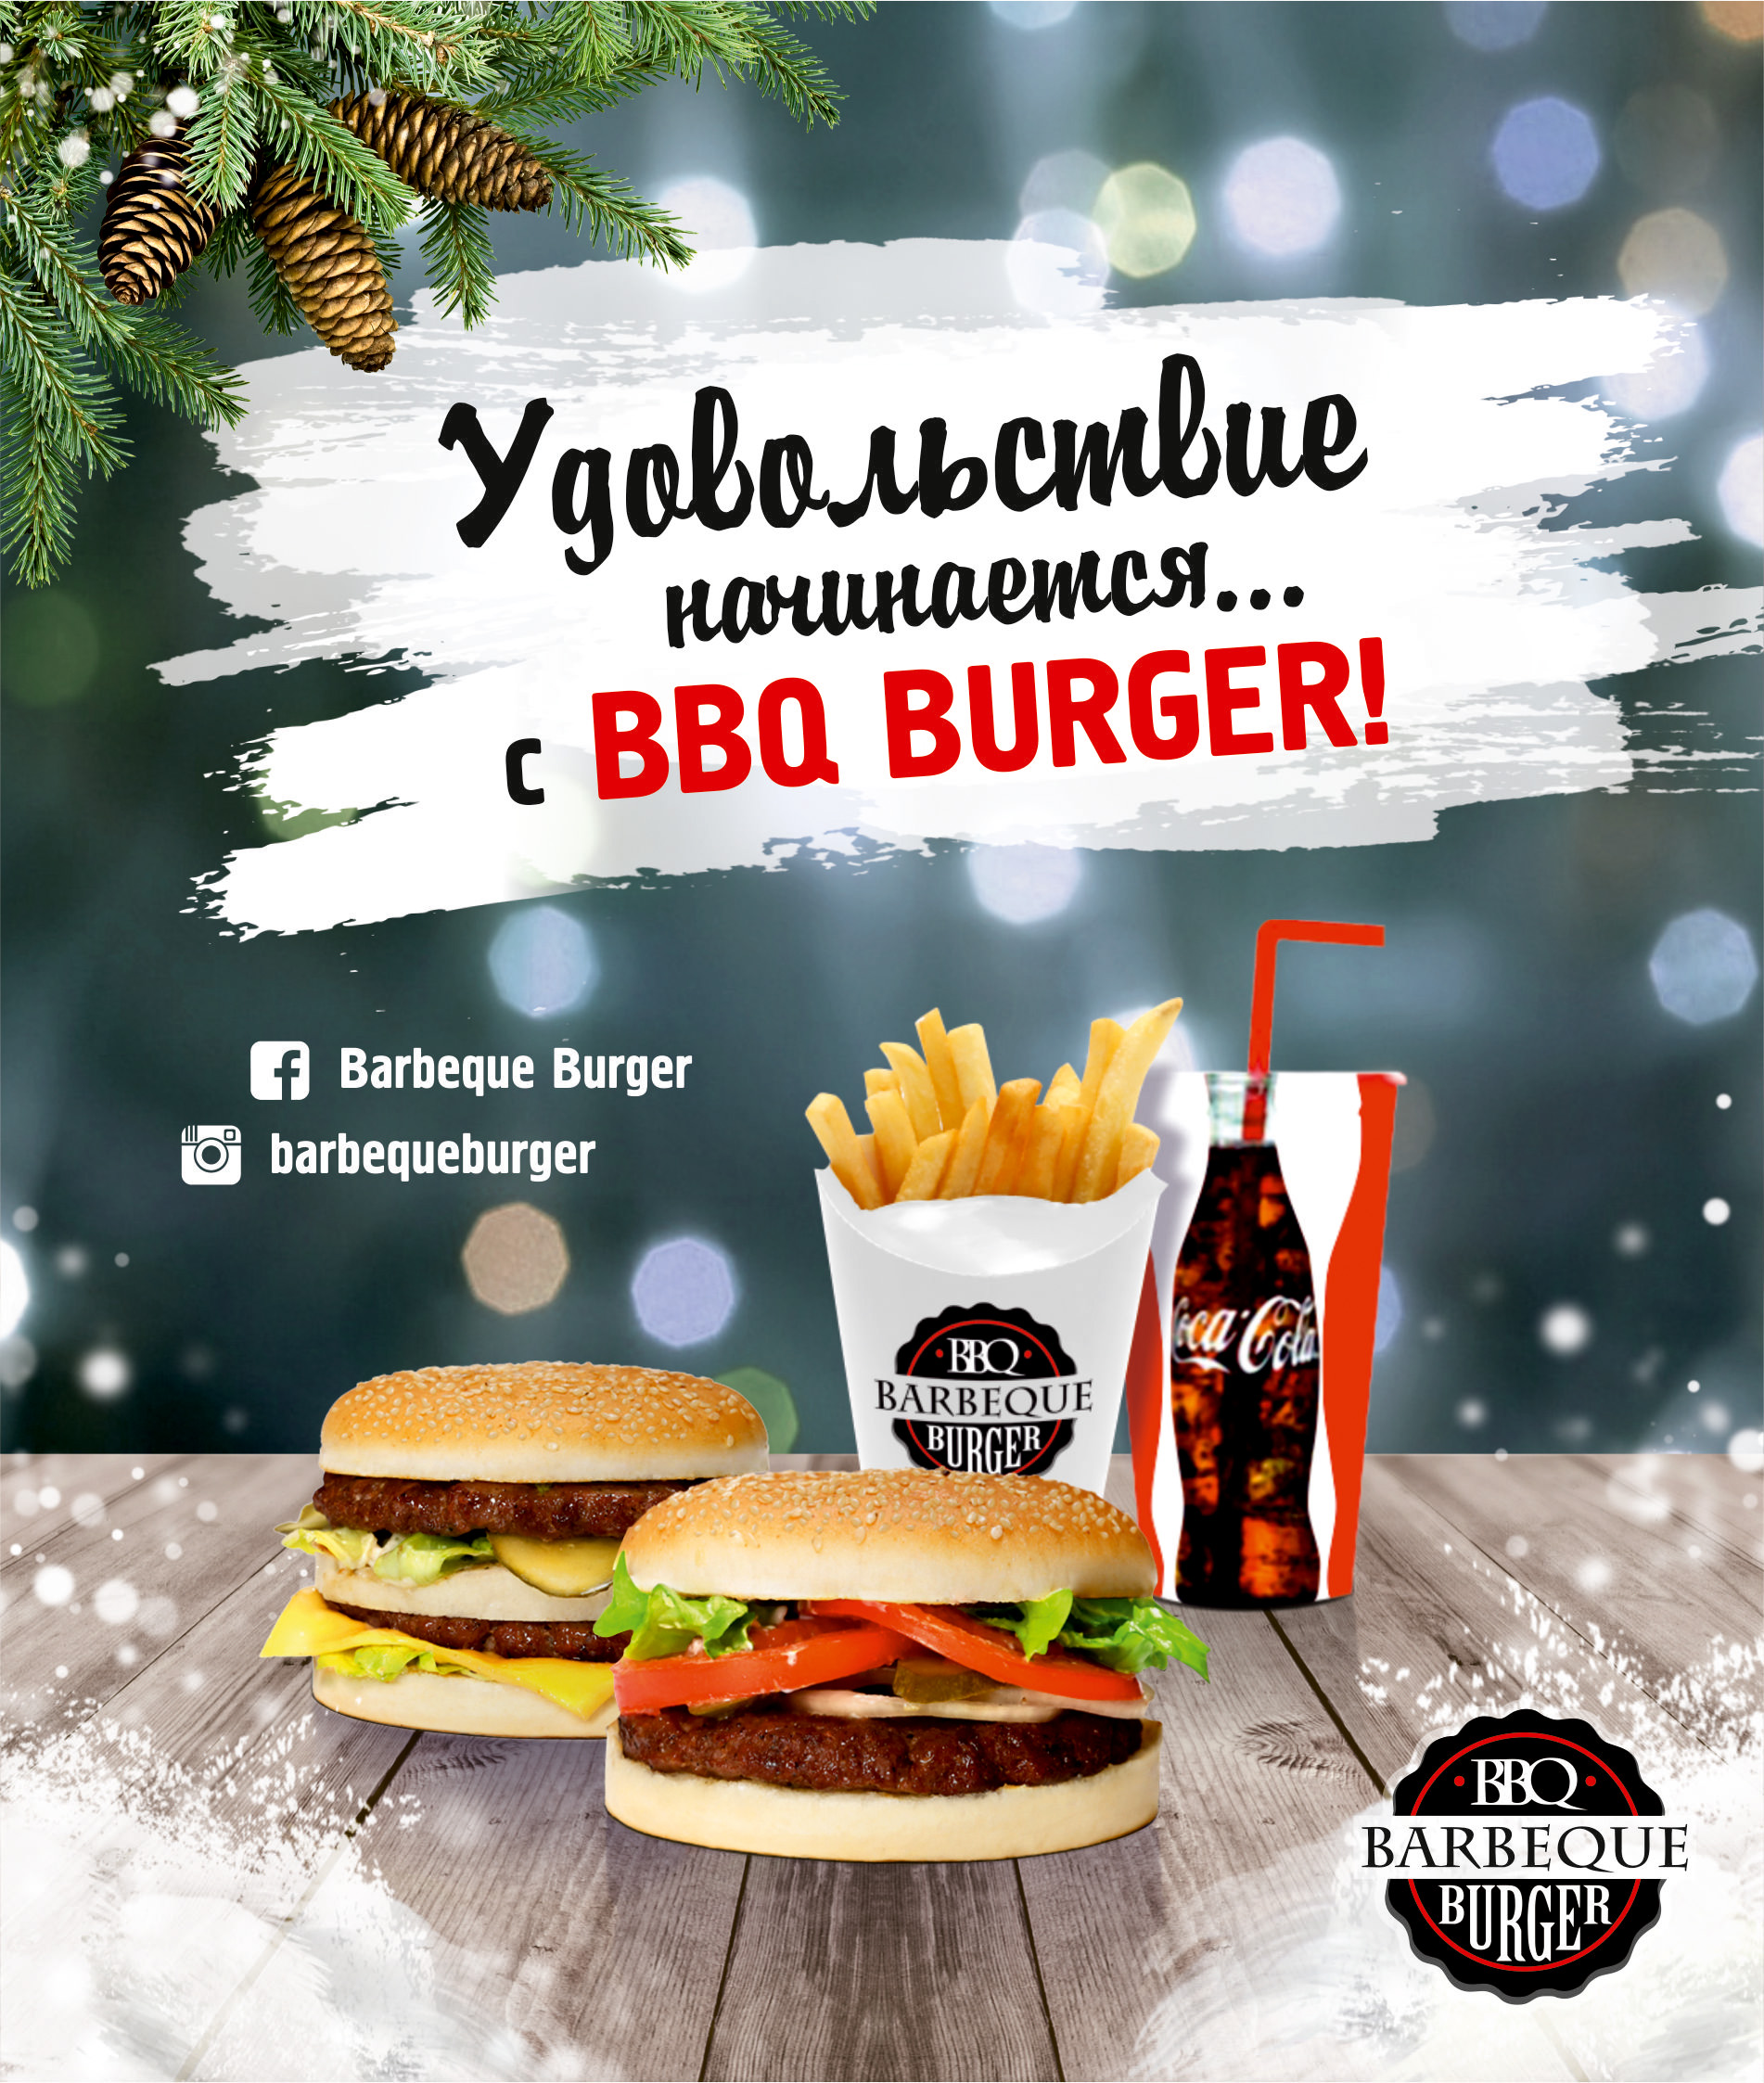 Удовольствие
начинается...
с BBQ BURGER!
Barbeque Burger
barbequeburger
BBQ
BARBEQUE
BURGER
Coca-Cola
BBQ
BARBEQUE
BURGER